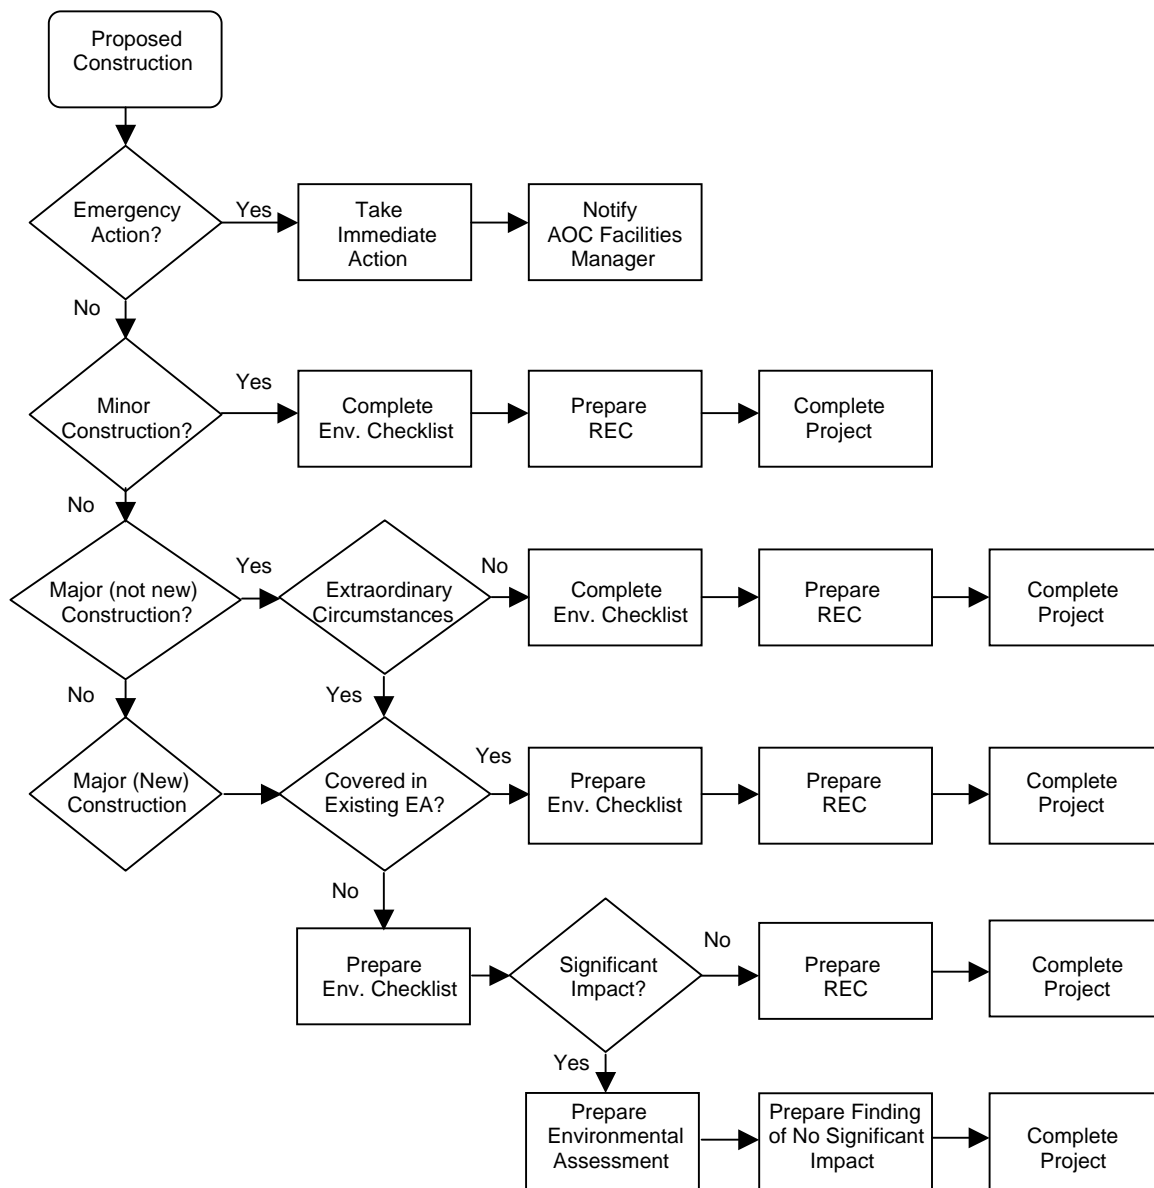 Proposed
Construction
Emergency
Action?
Yes
Take
Immediate
Action
Notify
AOC Facilities
Manager
No
Minor
Construction?
Yes
Complete
Env. Checklist
Prepare
REC
Complete
Project
No
Major (not new)
Construction?
Yes
Extraordinary
Circumstances
No
Complete
Env. Checklist
Prepare
REC
Complete
Project
No
Yes
Major (New)
Construction
Covered in
Existing EA?
Yes
Prepare
Env. Checklist
Prepare
REC
Complete
Project
No
Prepare
Env. Checklist
Significant
Impact?
No
Prepare
REC
Complete
Project
Yes
Prepare
Environmental
Assessment
Prepare Finding
of No Significant
Impact
Complete
Project